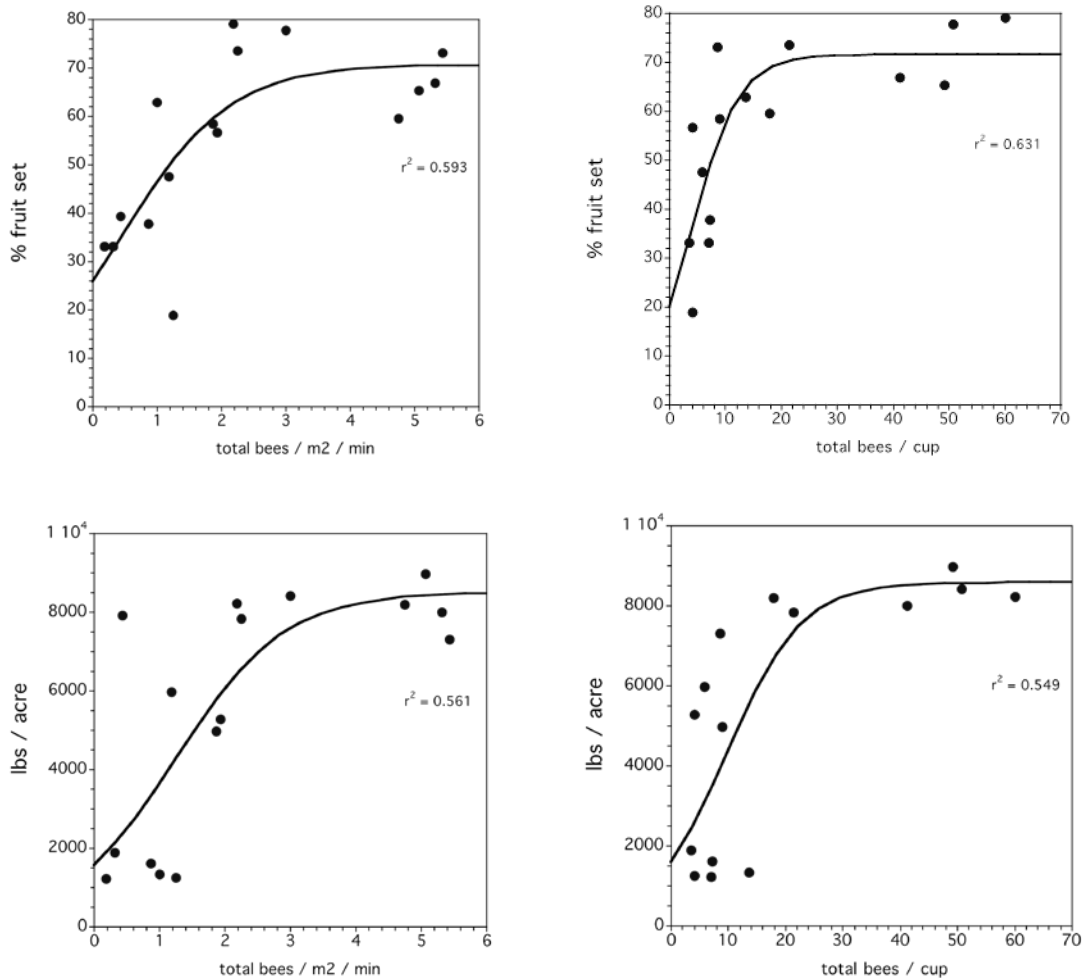 80
70
60
50
40
30
20
10
0
% fruit set
r² = 0.593
0 1 2 3 4 5 6
total bees / m2 / min
80
70
60
50
40
30
20
10
0
% fruit set
r² = 0.631
0 10 20 30 40 50 60 70
total bees / cup
1 10⁴
8000
6000
4000
2000
0
lbs / acre
r² = 0.561
0 2 3 4 5 6
total bees / m2 / min
1 10⁴
8000
6000
4000
2000
0
lbs / acre
r² = 0.549
0 10 20 30 40 50 60 70
total bees / cup